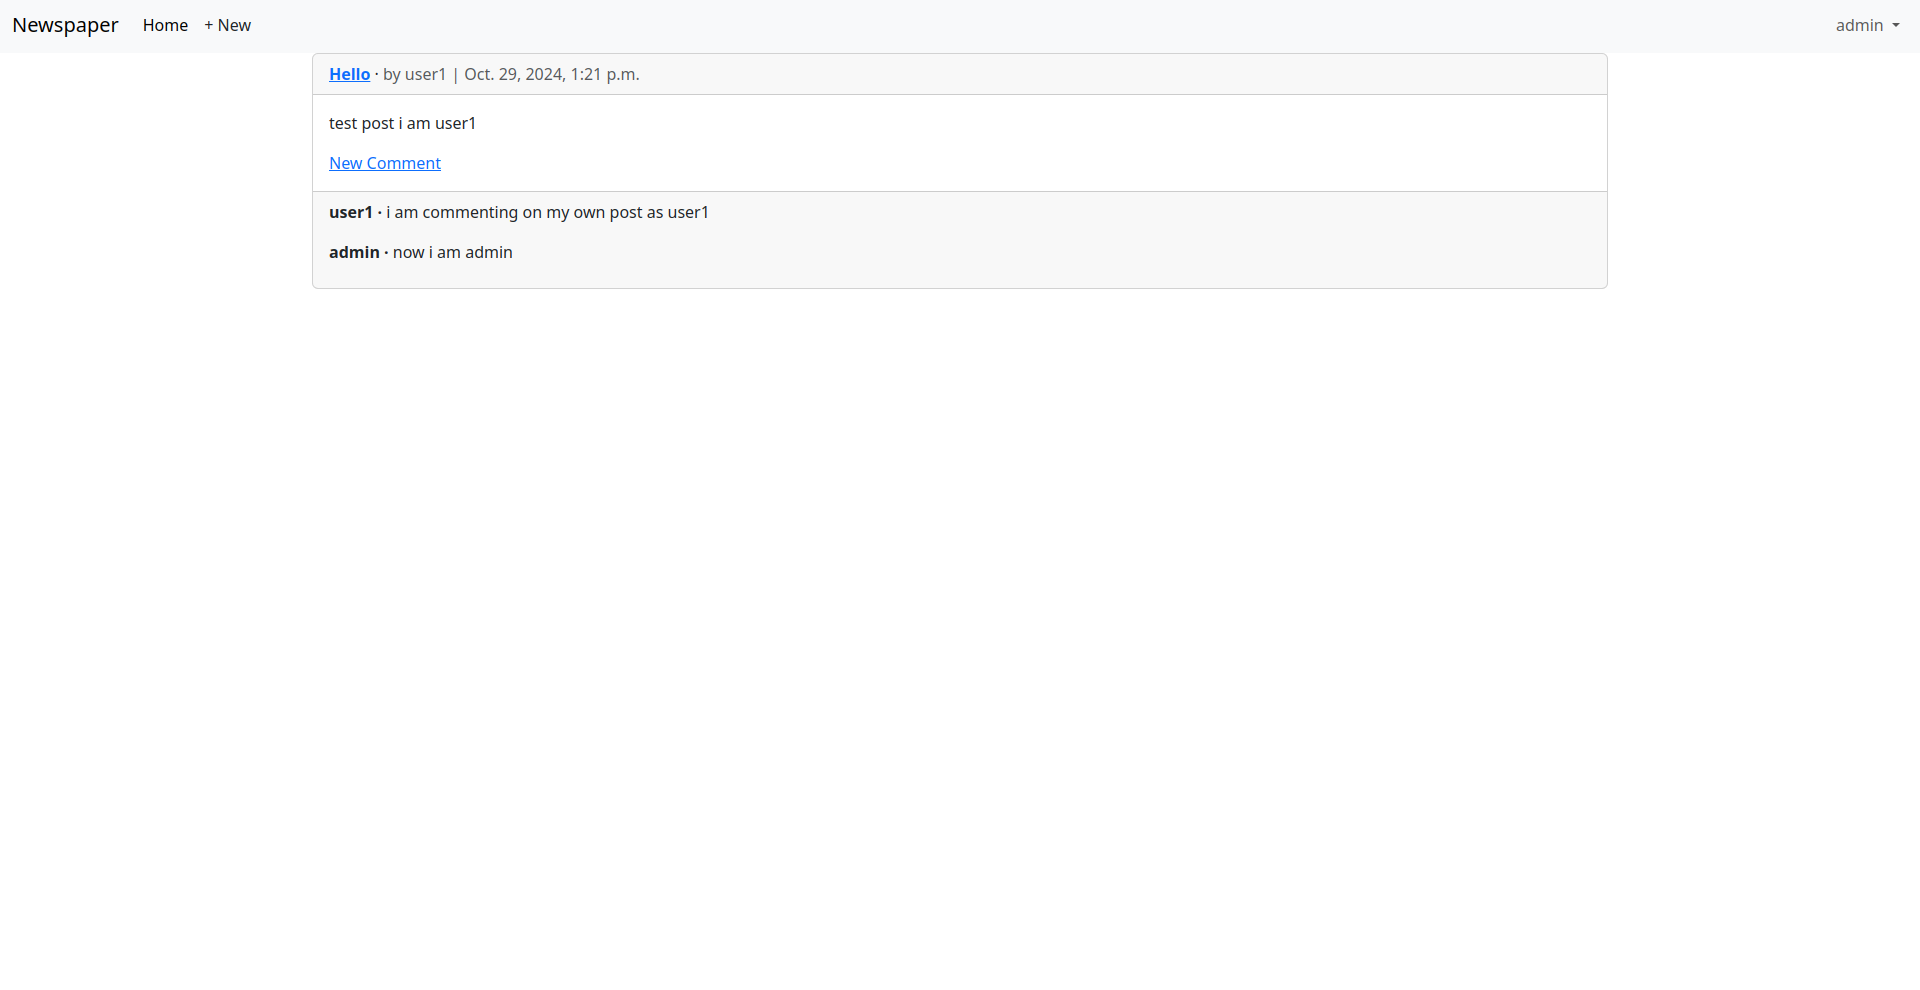 Newspaper Home + New admin
Hello · by user1 | Oct. 29, 2024, 1:21 p.m.
test post i am user1
New Comment
user1 · i am commenting on my own post as user1
admin · now i am admin